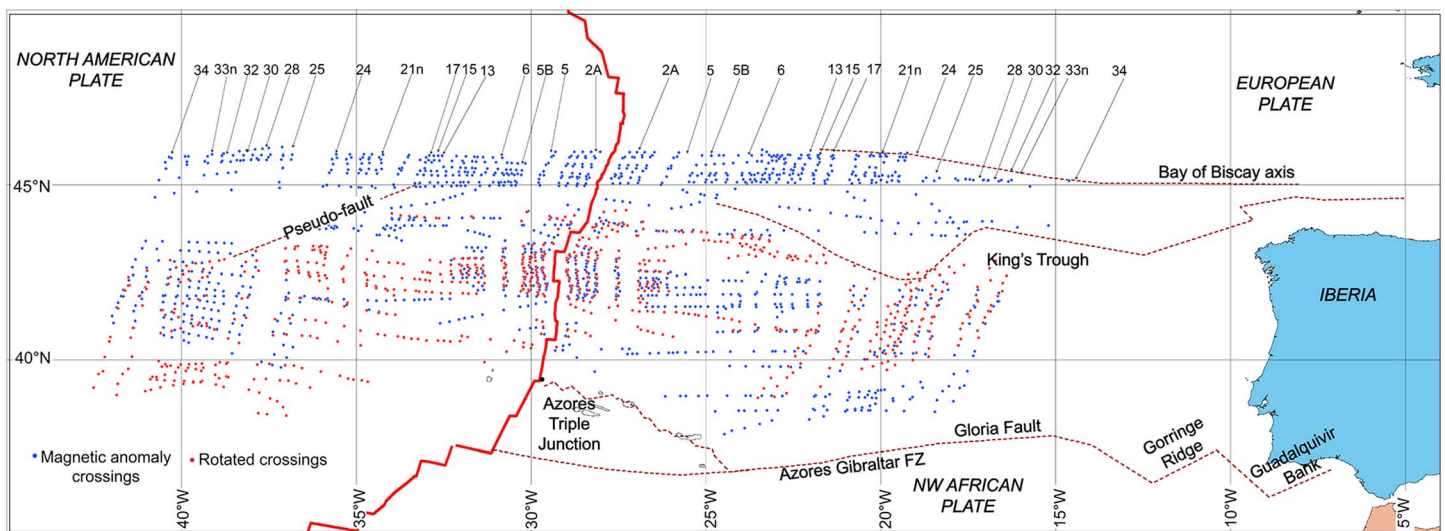 NORTH AMERICAN
PLATE
34 33n 32 30 28 25 24 21n 17 15 13 6 5B 5 2A 2A 5 5B 6 13 15 17 21n 24 25 28 30 32 33n 34
EUROPEAN
PLATE
45°N
Bay of Biscay axis
Pseudo-fault
King's Trough
IBERIA
40°N
Azores
Triple
Junction
Gloria Fault
Gorringe
Ridge
Guadalquivir
Bank
Azores Gibraltar FZ
Magnetic anomaly
crossings
Rotated crossings
NW AFRICAN
PLATE
40°W 35°W 30°W 25°W 20°W 15°W 10°W 5°W